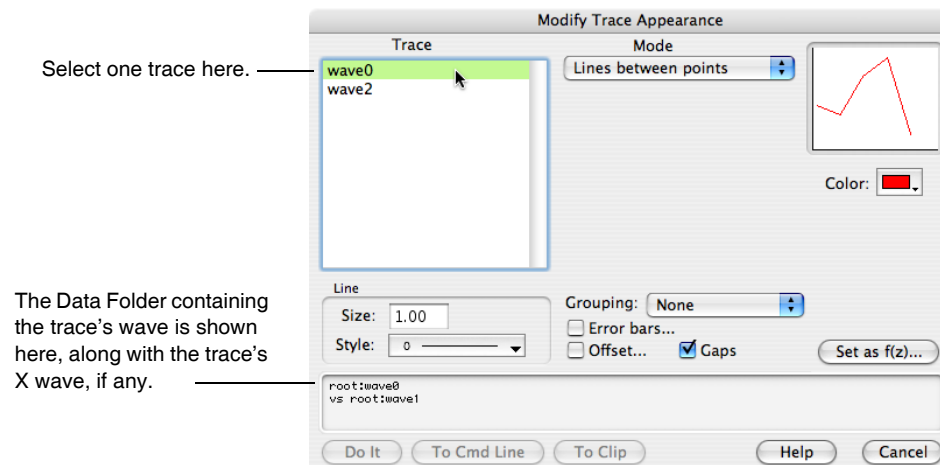 Modify Trace Appearance
Trace
Mode
Select one trace here.
wave0
wave2
Lines between points
Color:
Line
Size: 1.00
Style: 0
Grouping: None
Error bars...
Offset... Gaps
Set as f(z)...
The Data Folder containing
the trace's wave is shown
here, along with the trace's
X wave, if any.
root:wave0
vs root:wave1
Do It To Cmd Line To Clip Help Cancel